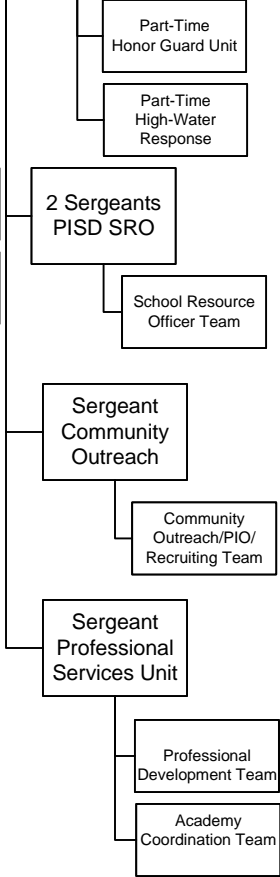 Part-Time
Honor Guard Unit
Part-Time
High-Water
Response
2 Sergeants
PISD SRO
School Resource
Officer Team
Sergeant
Community
Outreach
Community
Outreach/PIO/
Recruiting Team
Sergeant
Professional
Services Unit
Professional
Development Team
Academy
Coordination Team